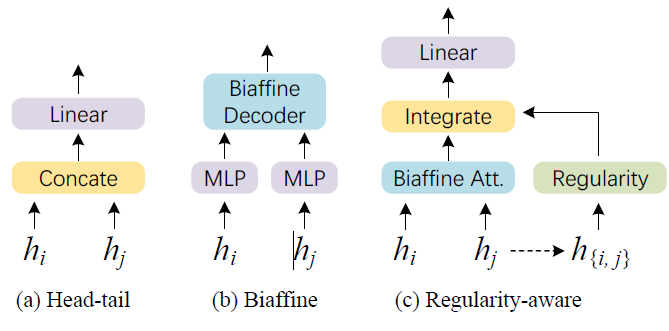 Linear
Concate
h_i h_j
(a) Head-tail
Biaffine
Decoder
MLP MLP
h_i h_j
(b) Biaffine
Linear
Integrate
Biaffine Att. Regularity
h_i h_j h_{i, j}
(c) Regularity-aware